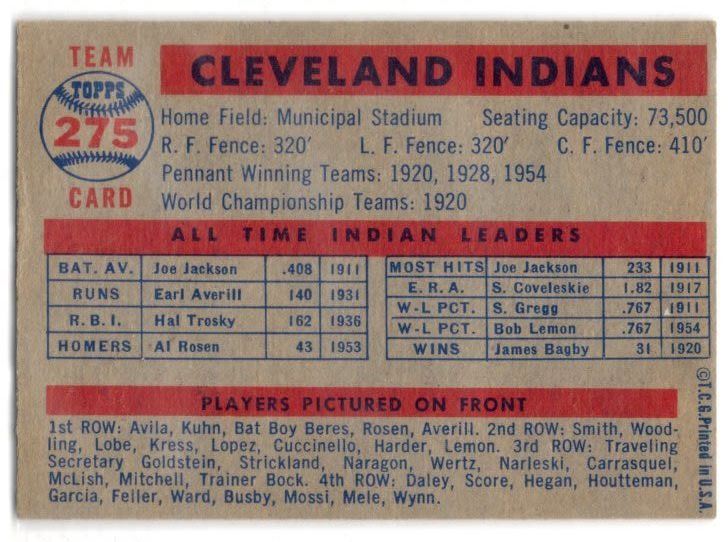 TEAM
TOPPS
275
CARD
CLEVELAND INDIANS
Home Field: Municipal Stadium Seating Capacity: 73,500
R. F. Fence: 320′ L. F. Fence: 320′ C. F. Fence: 410′
Pennant Winning Teams: 1920, 1928, 1954
World Championship Teams: 1920
ALL TIME INDIAN LEADERS
BAT. AV. Joe Jackson .408 1911
RUNS Earl Averill 140 1931
R.B.I. Hal Trosky 162 1936
HOMERS Al Rosen 43 1953
MOST HITS Joe Jackson 233 1911
E.R.A. S. Coveleskie 1.82 1917
W-L PCT. S. Gregg .767 1911
W-L PCT. Bob Lemon .767 1954
WINS James Bagby 31 1920
PLAYERS PICTURED ON FRONT
1st ROW: Avila, Kuhn, Bat Boy Beres, Rosen, Averill. 2nd ROW: Smith, Wood-
ling, Lobe, Kress, Lopez, Cuccinello, Harder, Lemon. 3rd ROW: Traveling
Secretary Goldstein, Strickland, Naragon, Wertz, Narleski, Carrasquel,
McLish, Mitchell, Trainer Bock. 4th ROW: Daley, Score, Hegan, Houtteman,
Garcia, Feller, Ward, Busby, Mossi, Mele, Wynn.
©T.C.G. Printed in U.S.A.